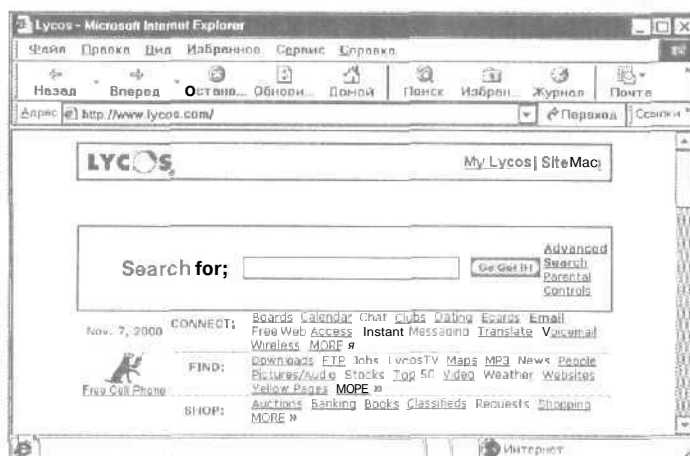 Lycos - Microsoft Internet Explorer
Файл Правка Вид Избранное Сервис Справка
Назад Вперед Остано... Обнови... Домой Поиск Избран... Журнал Почта
Адрес http://www.lycos.com/ Переход Ссылки »
LYCOS My Lycos| SiteMac|
Advanced
Search for; Go Get It! Search
Parental
Controls
Nov. 7, 2000 CONNECT: Boards Calendar Chat Clubs Dating Ecards Email
Free Web Access Instant Messaging Translate Voicemail
Wireless MORE я
FIND: Downloads FTP Jobs LycosTV Maps MP3 News People
Pictures/Audio Stocks Top 50 Video Weather Websites
Free Cell Phone Yellow Pages MOPE »
SHOP: Auctions Banking Books Classifieds Requests Shopping
MORE »
Интернет